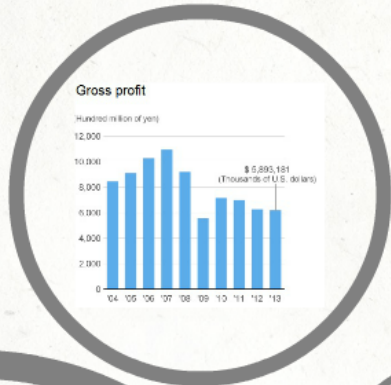 Gross profit
(Hundred million of yen)
12,000
10,000
8,000
6,000
4,000
2,000
0
$ 5,893,181
(Thousands of U.S. dollars)
'04 '05 '06 '07 '08 '09 '10 '11 '12 '13